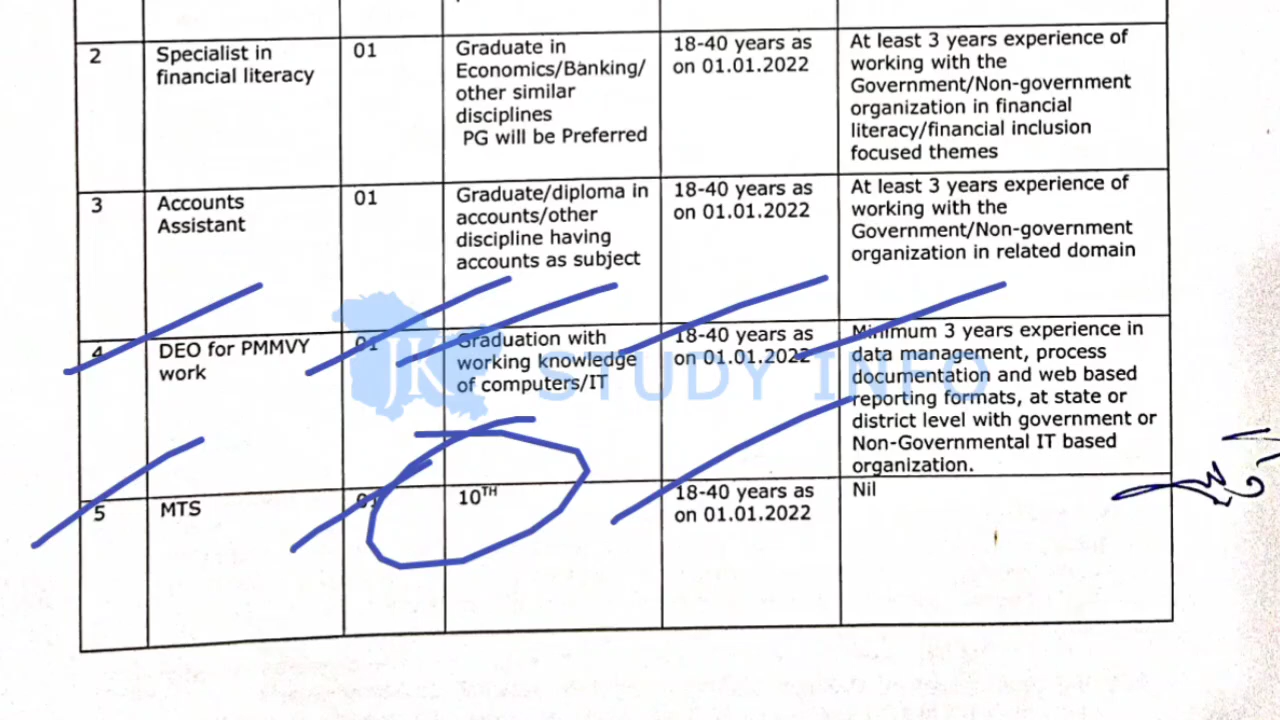 2
Specialist in
financial literacy
01
Graduate in
Economics/Banking/
other similar
disciplines
PG will be Preferred
18-40 years as
on 01.01.2022
At least 3 years experience of
working with the
Government/Non-government
organization in financial
literacy/financial inclusion
focused themes
3
Accounts
Assistant
01
Graduate/diploma in
accounts/other
discipline having
accounts as subject
18-40 years as
on 01.01.2022
At least 3 years experience of
working with the
Government/Non-government
organization in related domain
4
DEO for PMMVY
work
01
Graduation with
working knowledge
of computers/IT
18-40 years as
on 01.01.2022
Minimum 3 years experience in
data management, process
documentation and web based
reporting formats, at state or
district level with government or
Non-Governmental IT based
organization.
5
MTS
01
10TH
18-40 years as
on 01.01.2022
Nil
JK STUDY INFO